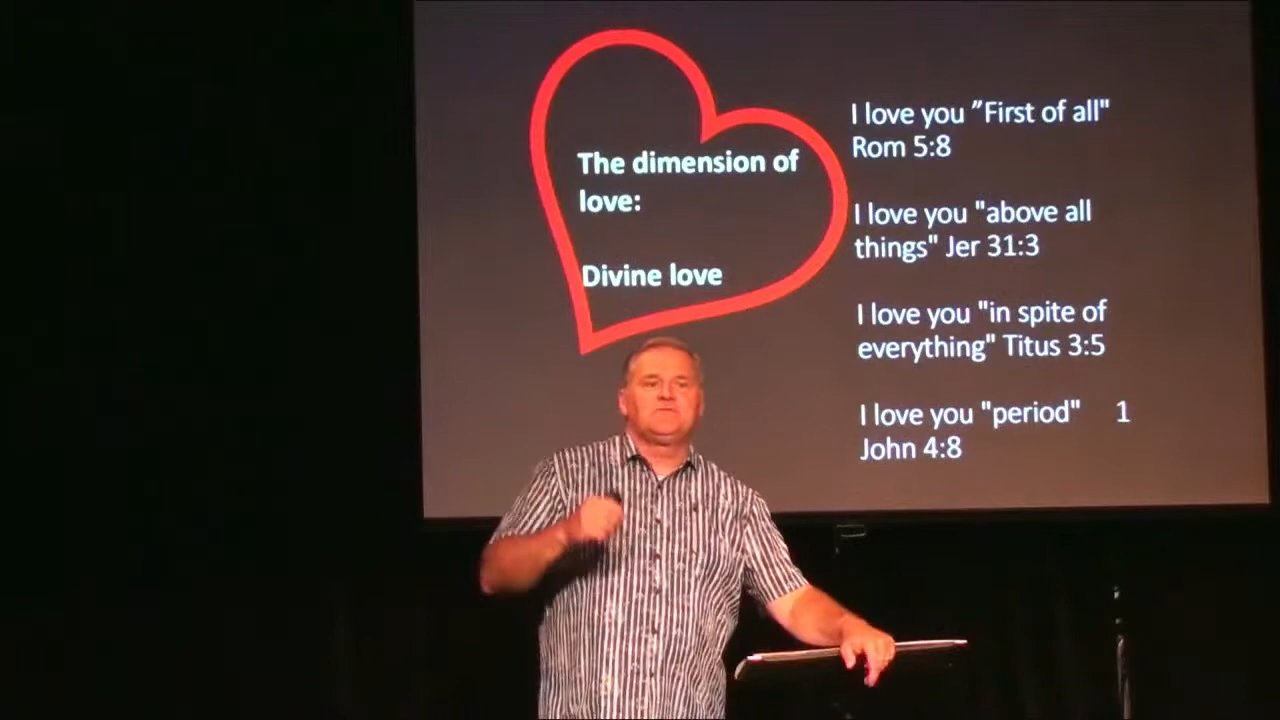 The dimension of
love:
Divine love
I love you ”First of all"
Rom 5:8
I love you "above all
things" Jer 31:3
I love you "in spite of
everything" Titus 3:5
I love you "period" 1
John 4:8